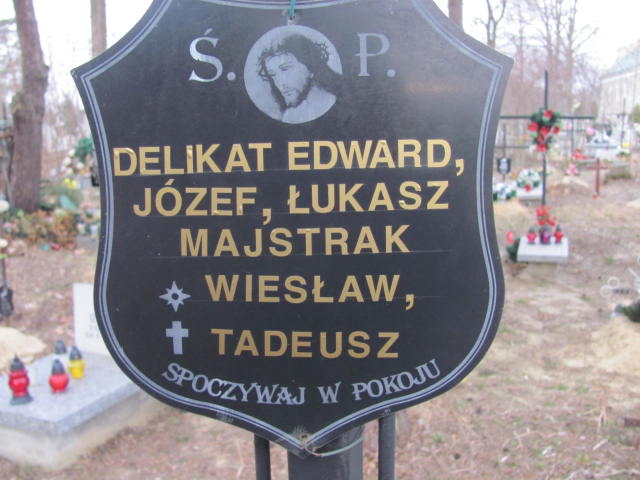 Ś. P.
DELIKAT EDWARD,
JÓZEF, ŁUKASZ
MAJSTRAK
WIESŁAW,
TADEUSZ
SPOCZYWAJ W POKOJU